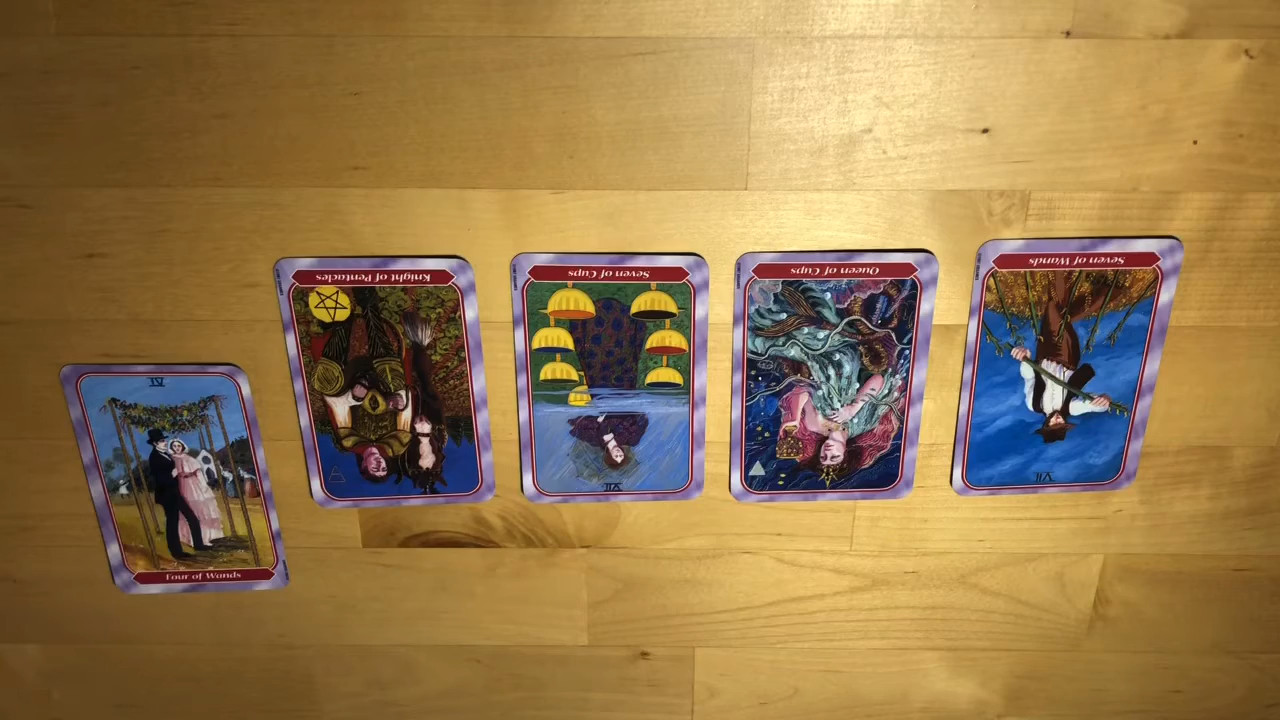 IV
Four of Wands
Knight of Pentacles
Seven of Cups
VII
Queen of Cups
Seven of Wands
VII